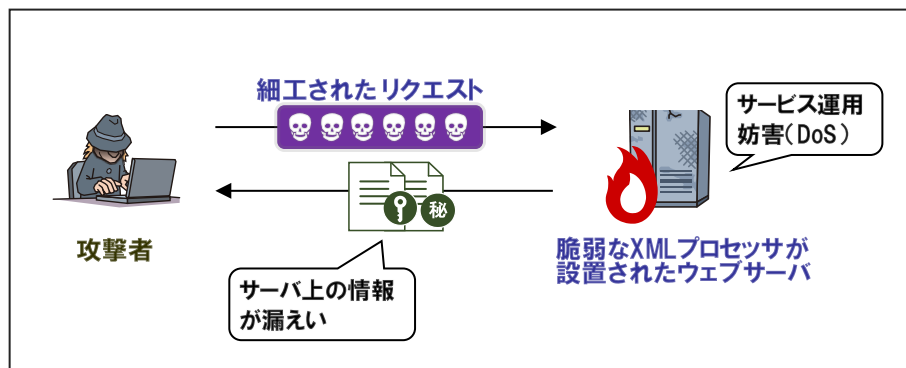 細工されたリクエスト
サービス運用
妨害(DoS)
秘
攻撃者
脆弱なXMLプロセッサが
設置されたウェブサーバ
サーバ上の情報
が漏えい